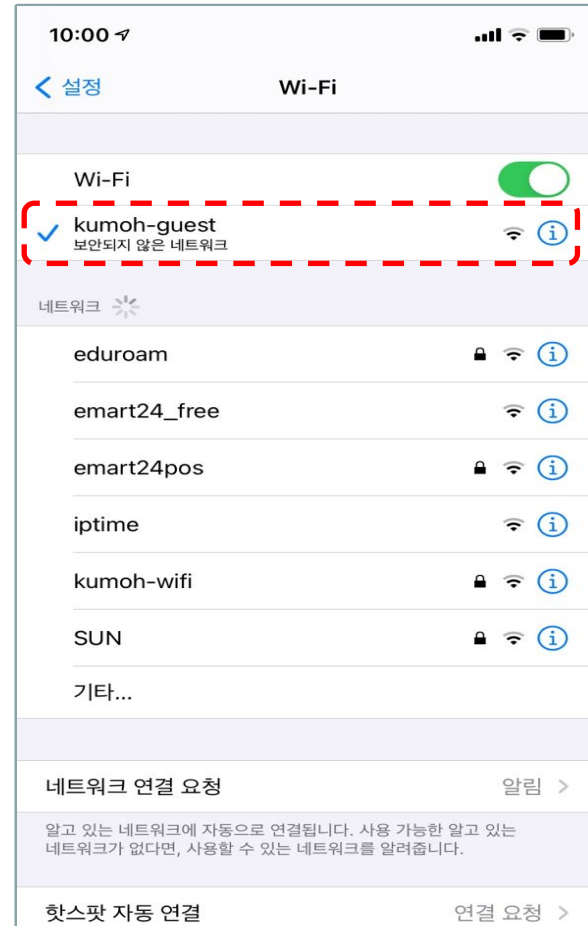 10:00
설정
Wi-Fi
Wi-Fi
kumoh-guest
보안되지 않은 네트워크
네트워크
eduroam
emart24_free
emart24pos
iptime
kumoh-wifi
SUN
기타...
네트워크 연결 요청 알림
알고 있는 네트워크에 자동으로 연결됩니다. 사용 가능한 알고 있는
네트워크가 없다면, 사용할 수 있는 네트워크를 알려줍니다.
핫스팟 자동 연결 연결 요청